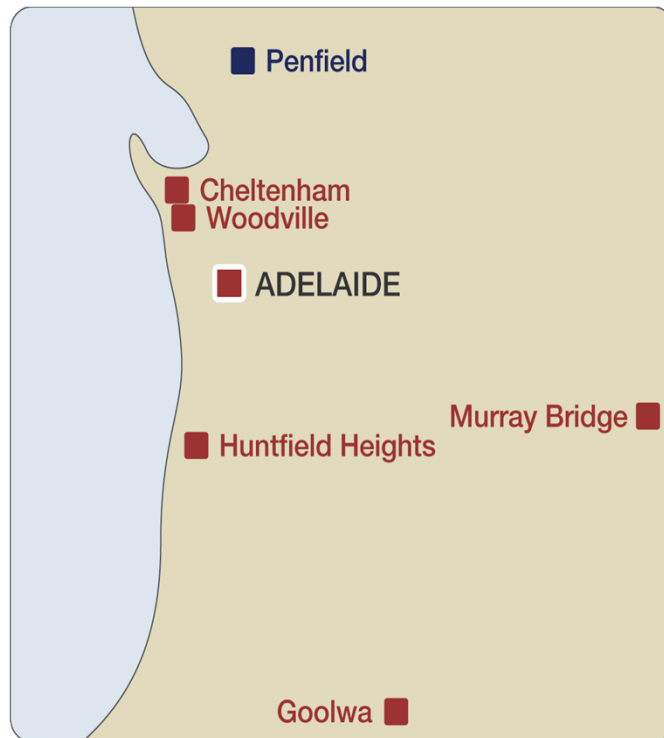 Penfield
Cheltenham
Woodville
ADELAIDE
Murray Bridge
Huntfield Heights
Goolwa